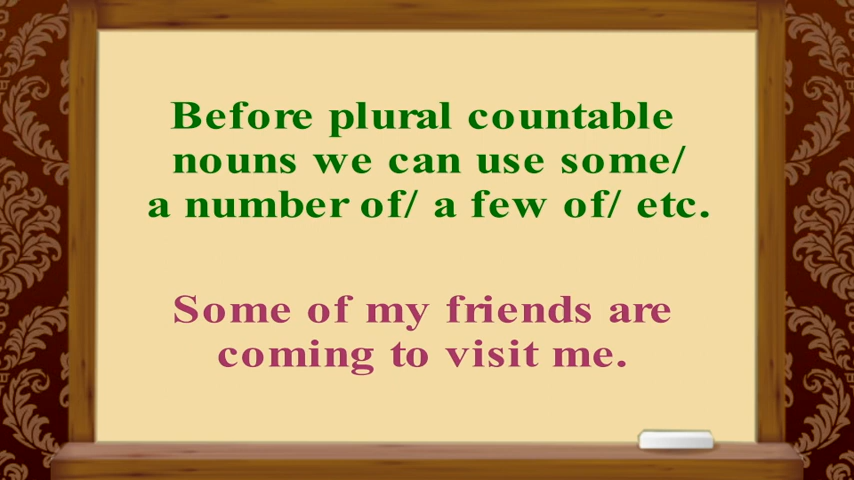 Before plural countable
nouns we can use some/
a number of/ a few of/ etc.
Some of my friends are
coming to visit me.